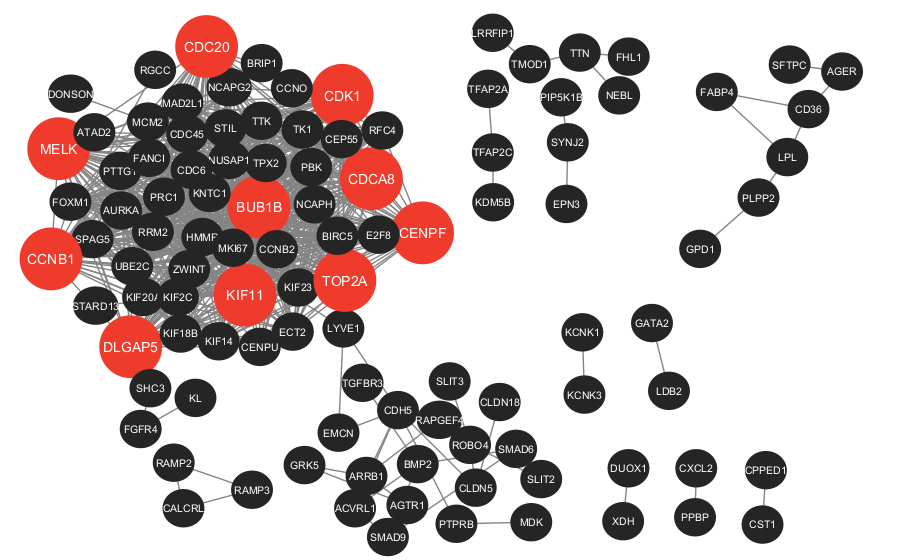 CDC20
RGCC
BRIP1
NCAPG2
CCNO
CDK1
DONSON
MAD2L1
MCM2
ATAD2
CDC45
STIL
TTK
TK1
CEP55
RFC4
MELK
FANCI
NUSAP1
TPX2
PBK
CDCA8
CDC6
FOXM1
PRC1
KNTC1
AURKA
BUB1B
NCAPH
SPAG5
RRM2
MKI67
CCNB2
BIRC5
E2F8
CENPF
CCNB1
UBE2C
ZWINT
KIF11
KIF23
TOP2A
STARD13
KIF20A
KIF2C
DLGAP5
KIF18B
KIF14
CENPU
ECT2
LYVE1
SHC3
KL
FGFR4
RAMP2
RAMP3
CALCRL
TGFBR3
SLIT3
CLDN18
CDH5
RAPGEF4
EMCN
ROBO4
SMAD6
GRK5
ARRB1
BMP2
SLIT2
CLDN5
ACVRL1
AGTR1
PTPRB
MDK
SMAD9
LRRFIP1
TMOD1
TTN
FHL1
NEBL
TFAP2A
PIP5K1B
TFAP2C
SYNJ2
KDM5B
EPN3
SFTPC
AGER
FABP4
CD36
LPL
PLPP2
GPD1
KCNK1
GATA2
KCNK3
LDB2
DUOX1
CXCL2
CPPED1
XDH
PPBP
CST1